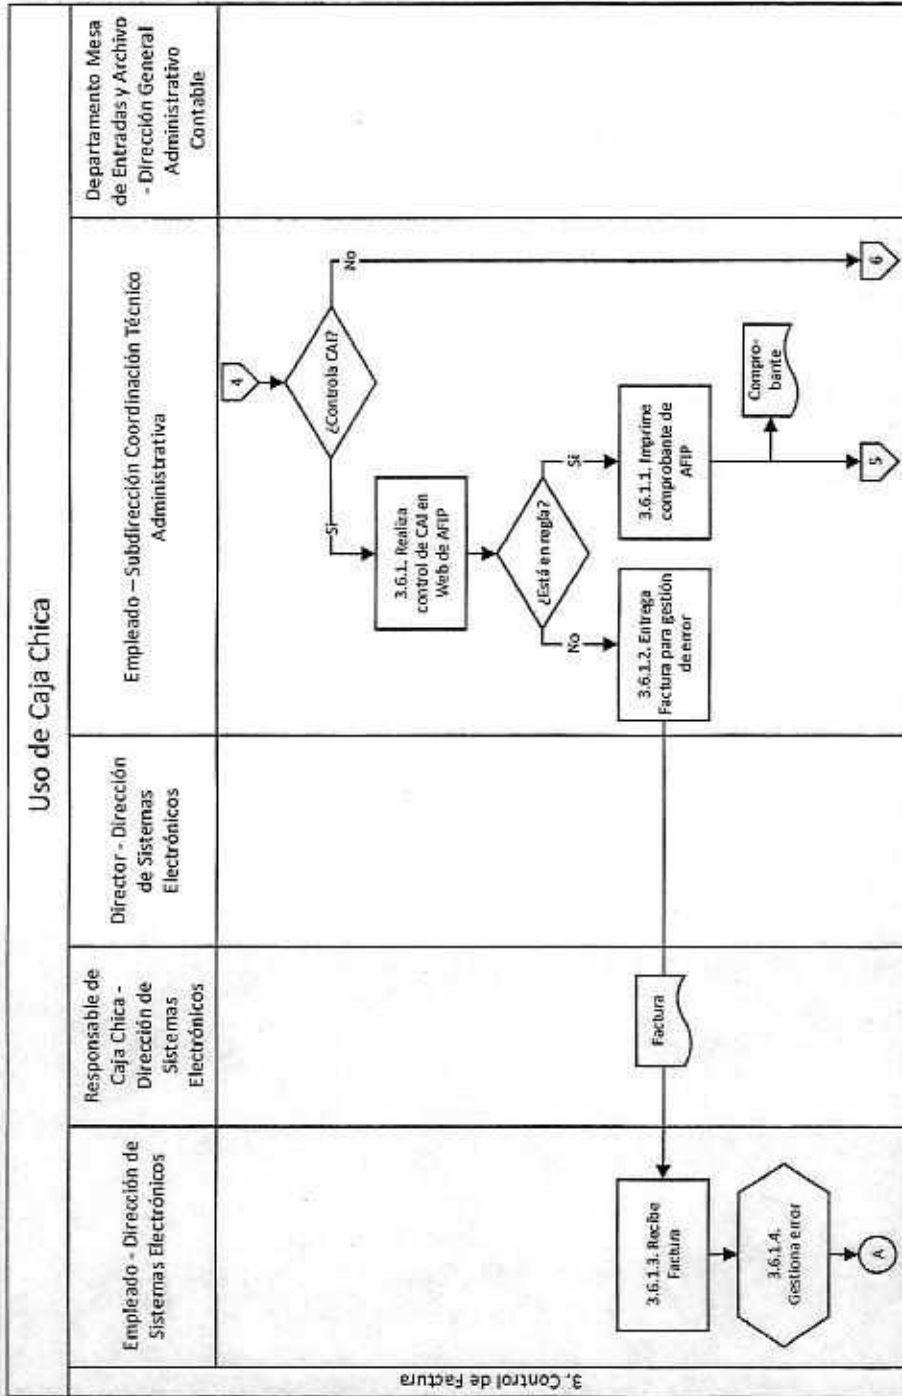 Uso de Caja Chica
Empleado - Dirección de
Sistemas Electrónicos
Responsable de
Caja Chica -
Dirección de
Sistemas
Electrónicos
Director - Dirección
de Sistemas
Electrónicos
Empleado – Subdirección Coordinación Técnico
Administrativa
Departamento Mesa
de Entradas y Archivo
- Dirección General
Administrativo
Contable
3. Control de Factura
4
¿Controla CAI?
Si
No
3.6.1. Realiza
control de CAI en
Web de AFIP
¿Está en regla?
No
Si
3.6.1.3. Recibe
Factura
Factura
3.6.1.2. Entrega
Factura para gestión
de error
3.6.1.1. Imprime
comprobante de
AFIP
3.6.1.4.
Gestiona error
Compro-
bante
A
5
6